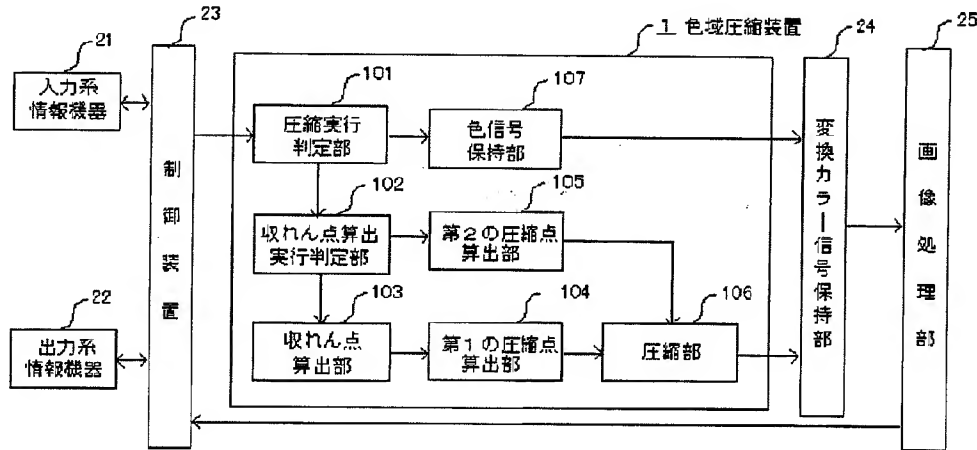 1 色域圧縮装置
23
24
25
21
入力系
情報機器
101
圧縮実行
判定部
107
色信号
保持部
制御装置
変換カラー信号保持部
画像処理部
102
収れん点算出
実行判定部
105
第2の圧縮点
算出部
22
出力系
情報機器
103
収れん点
算出部
104
第1の圧縮点
算出部
106
圧縮部